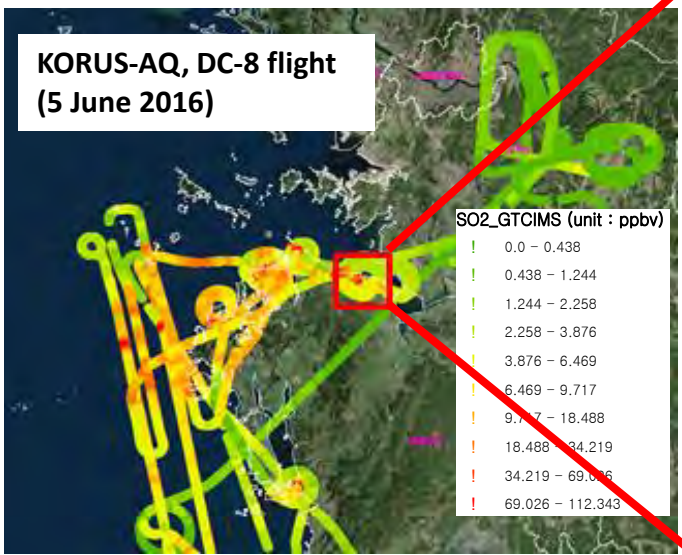 KORUS-AQ, DC-8 flight
(5 June 2016)
SO2_GTCIMS (unit : ppbv)
! 0.0 - 0.438
! 0.438 - 1.244
! 1.244 - 2.258
! 2.258 - 3.876
! 3.876 - 6.469
! 6.469 - 9.717
! 9.717 - 18.488
! 18.488 - 34.219
! 34.219 - 69.026
! 69.026 - 112.343